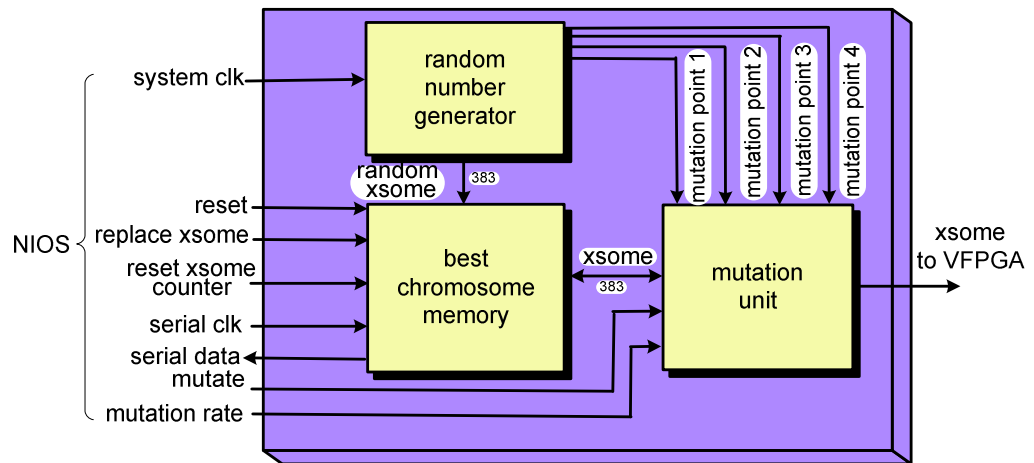 system clk
random
number
generator
mutation point 1
mutation point 2
mutation point 3
mutation point 4
random
xsome
383
reset
NIOS
replace xsome
reset xsome
counter
serial clk
serial data
mutate
mutation rate
best
chromosome
memory
xsome
383
mutation
unit
xsome
to VFPGA